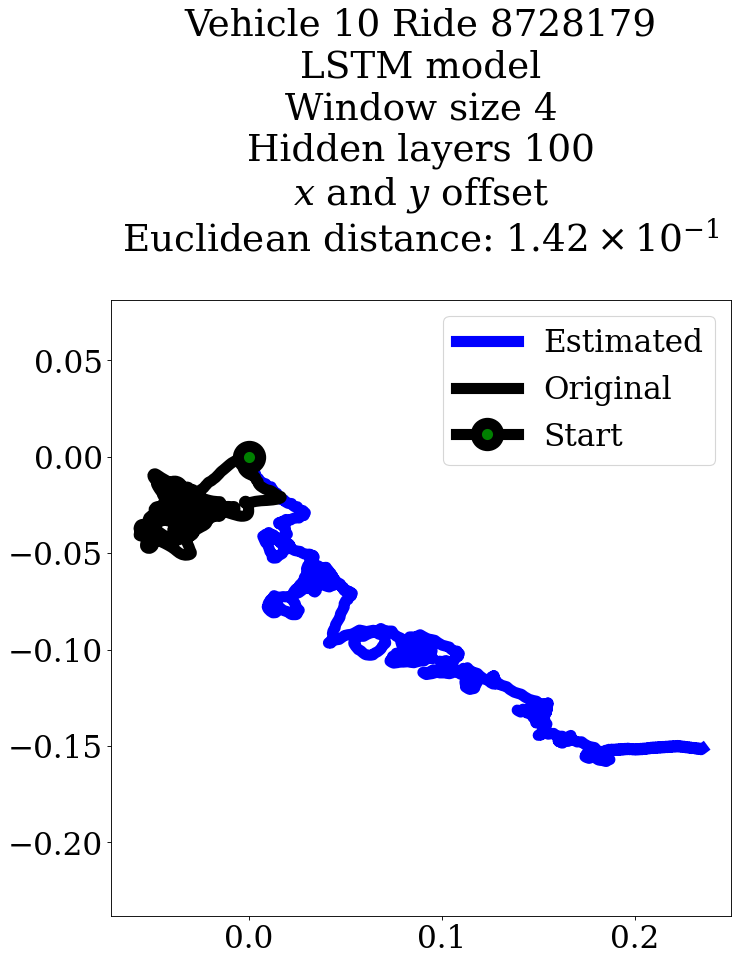 Vehicle 10 Ride 8728179
LSTM model
Window size 4
Hidden layers 100
x and y offset
Euclidean distance: 1.42 × 10⁻¹
Estimated
Original
Start
0.05
0.00
−0.05
−0.10
−0.15
−0.20
0.0 0.1 0.2